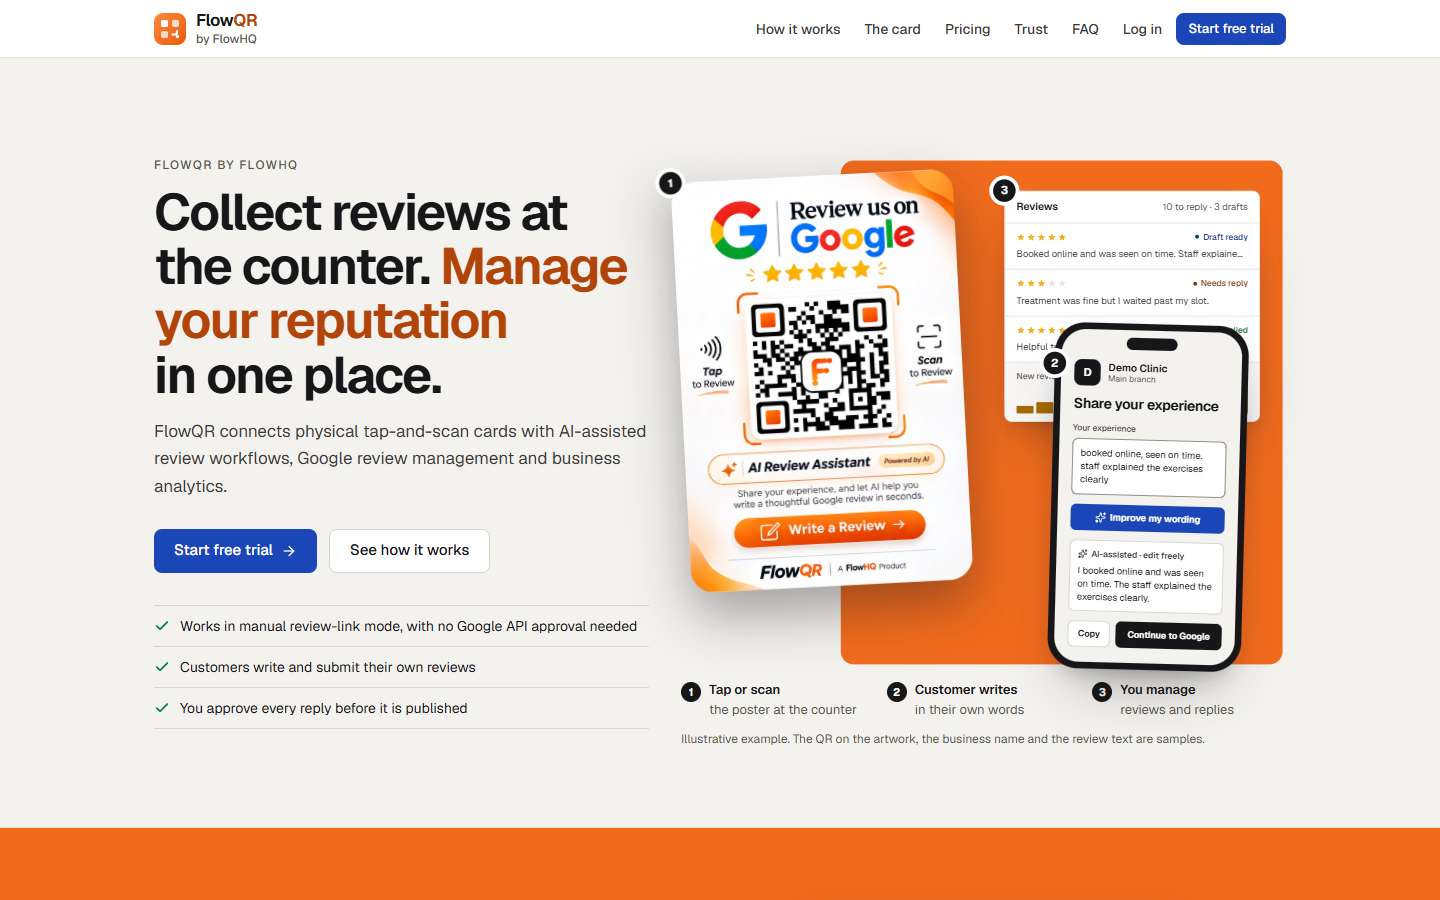 FlowQR
by FlowHQ
How it works
The card
Pricing
Trust
FAQ
Log in
Start free trial
FLOWQR BY FLOWHQ
Collect reviews at
the counter. Manage
your reputation
in one place.
FlowQR connects physical tap-and-scan cards with AI-assisted
review workflows, Google review management and business
analytics.
Start free trial →
See how it works
Works in manual review-link mode, with no Google API approval needed
Customers write and submit their own reviews
You approve every reply before it is published
1
G
Review us on
Google
Tap
to Review
F
Scan
to Review
AI Review Assistant
Powered by AI
Share your experience, and let AI help you
write a thoughtful Google review in seconds.
Write a Review →
FlowQR
A FlowHQ Product
3
Reviews
10 to reply · 3 drafts
Draft ready
Booked online and was seen on time. Staff explaine...
Needs reply
Treatment was fine but I waited past my slot.
Helpful
2
D
Demo Clinic
Main branch
Share your experience
Your experience
booked online, seen on time.
staff explained the exercises
clearly
Improve my wording
AI-assisted · edit freely
I booked online and was seen
on time. The staff explained the
exercises clearly.
Copy
Continue to Google
1 Tap or scan
the poster at the counter
2 Customer writes
in their own words
3 You manage
reviews and replies
Illustrative example. The QR on the artwork, the business name and the review text are samples.